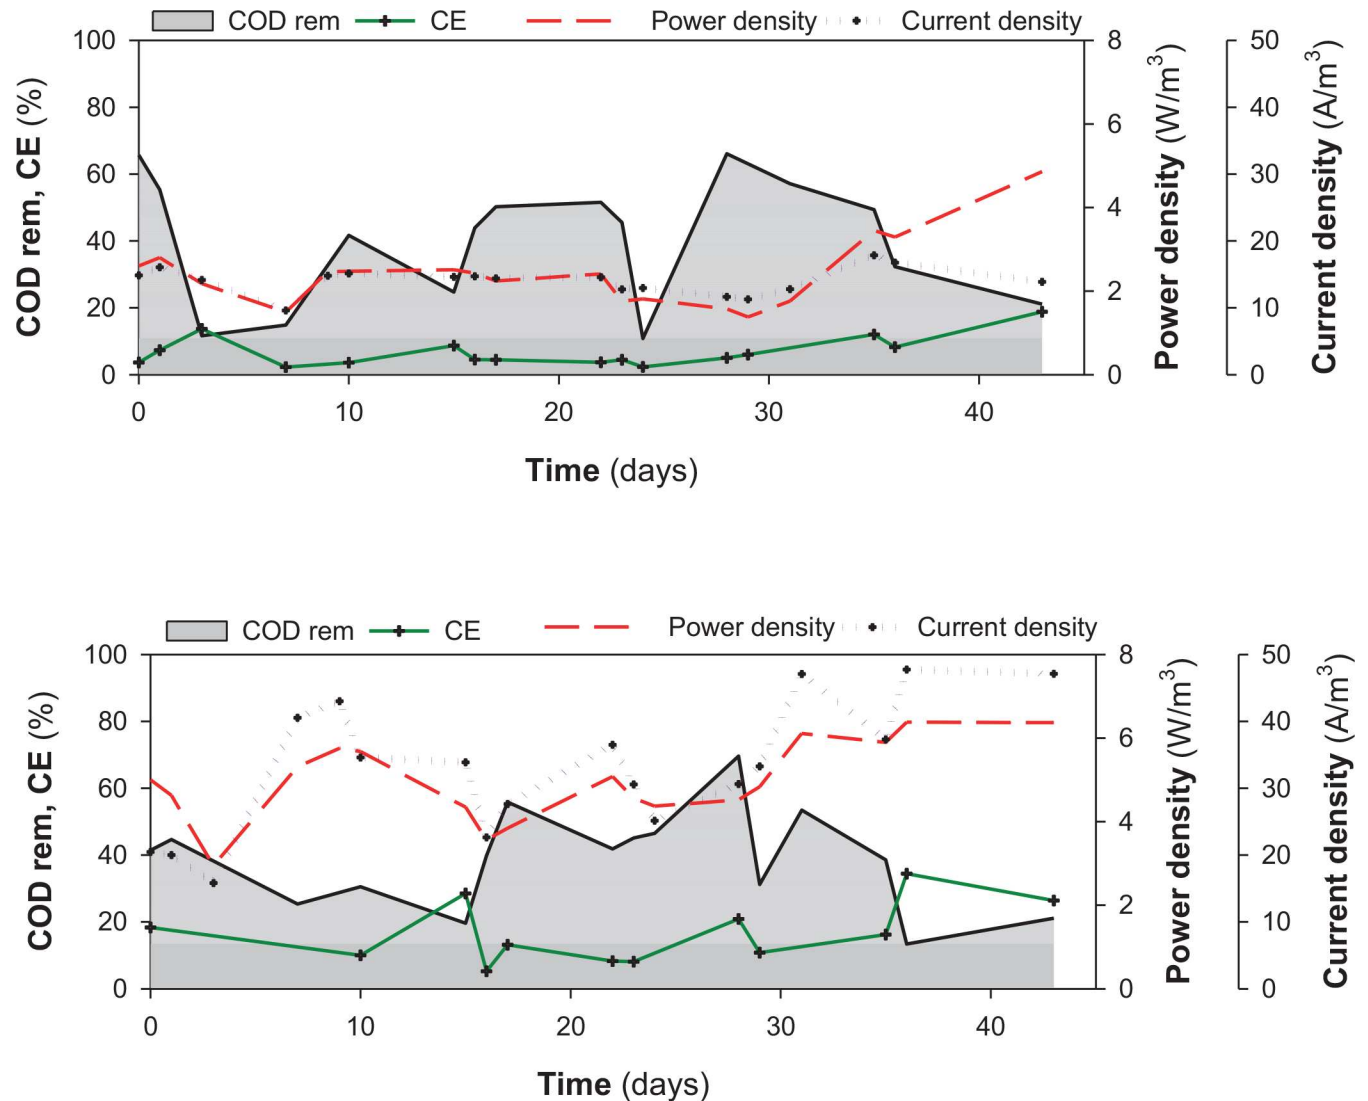 COD rem CE Power density Current density
100 8 50
80 6 40
60 30
4
40 20
20 2 10
0 0 0
0 10 20 30 40
COD rem, CE (%)
Power density (W/m³)
Current density (A/m³)
Time (days)
COD rem CE Power density Current density
100 8 50
80 6 40
60 30
4
40 20
20 2 10
0 0 0
0 10 20 30 40
COD rem, CE (%)
Power density (W/m³)
Current density (A/m³)
Time (days)